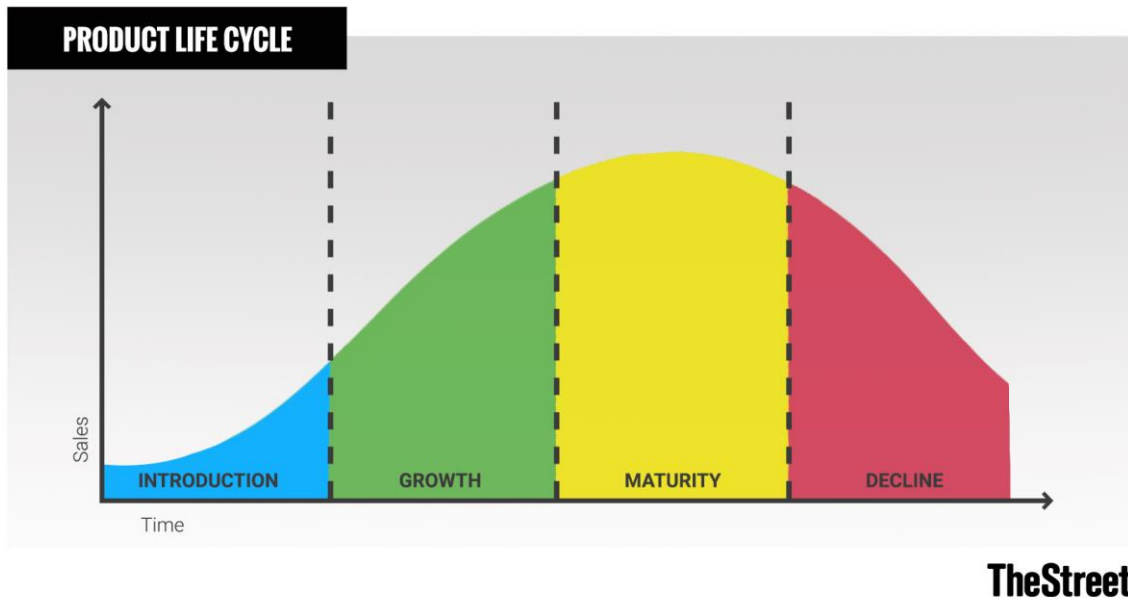 PRODUCT LIFE CYCLE
Sales
INTRODUCTION
GROWTH
MATURITY
DECLINE
Time
TheStreet